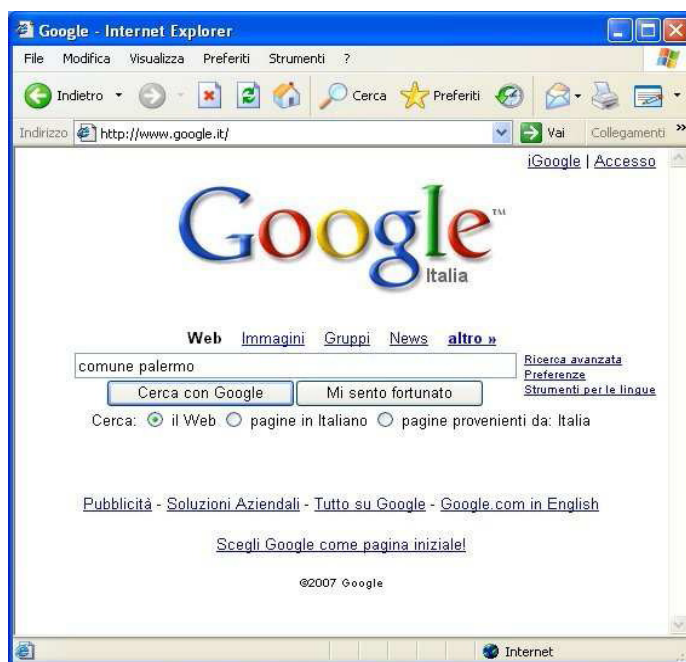 Google - Internet Explorer
File Modifica Visualizza Preferiti Strumenti ?
Indietro Cerca Preferiti
Indirizzo http://www.google.it/ Vai Collegamenti »
iGoogle | Accesso
Google™
Italia
Web Immagini Gruppi News altro »
comune palermo
Ricerca avanzata
Preferenze
Strumenti per le lingue
Cerca con Google Mi sento fortunato
Cerca: il Web pagine in Italiano pagine provenienti da: Italia
Pubblicità - Soluzioni Aziendali - Tutto su Google - Google.com in English
Scegli Google come pagina iniziale!
©2007 Google
Internet